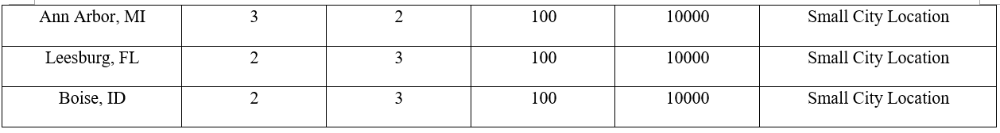 Ann Arbor, MI 3 2 100 10000 Small City Location
Leesburg, FL 2 3 100 10000 Small City Location
Boise, ID 2 3 100 10000 Small City Location